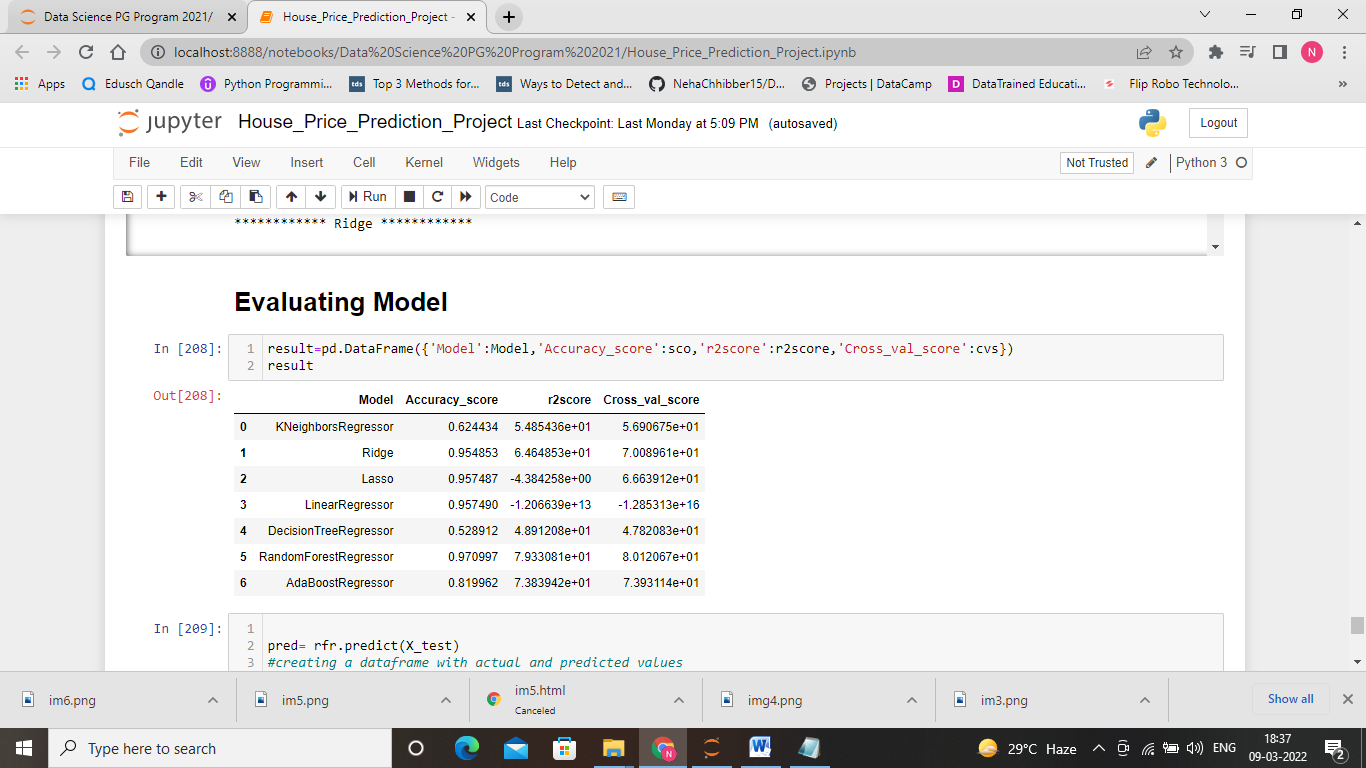 Data Science PG Program 2021/
House_Price_Prediction_Project -
localhost:8888/notebooks/Data%20Science%20PG%20Program%202021/House_Price_Prediction_Project.ipynb
N
Apps
Edusch Qandle
Python Programmi...
tds Top 3 Methods for...
tds Ways to Detect and...
NehaChhibber15/D...
Projects | DataCamp
D DataTrained Educati...
Flip Robo Technolo...
»
jupyter House_Price_Prediction_Project Last Checkpoint: Last Monday at 5:09 PM (autosaved)
Logout
File Edit View Insert Cell Kernel Widgets Help
Not Trusted
Python 3
Run
Code
************ Ridge ************
Evaluating Model
In [208]:
1 result=pd.DataFrame({'Model':Model,'Accuracy_score':sco,'r2score':r2score,'Cross_val_score':cvs})
2 result
Out[208]:
Model Accuracy_score r2score Cross_val_score
0 KNeighborsRegressor 0.624434 5.485436e+01 5.690675e+01
1 Ridge 0.954853 6.464853e+01 7.008961e+01
2 Lasso 0.957487 -4.384258e+00 6.663912e+01
3 LinearRegressor 0.957490 -1.206639e+13 -1.285313e+16
4 DecisionTreeRegressor 0.528912 4.891208e+01 4.782083e+01
5 RandomForestRegressor 0.970997 7.933081e+01 8.012067e+01
6 AdaBoostRegressor 0.819962 7.383942e+01 7.393114e+01
In [209]:
1
2 pred= rfr.predict(X_test)
3 #creating a dataframe with actual and predicted values
im6.png
im5.png
im5.html
Canceled
img4.png
im3.png
Show all
Type here to search
N
W
29°C Haze
ENG
18:37
09-03-2022
2